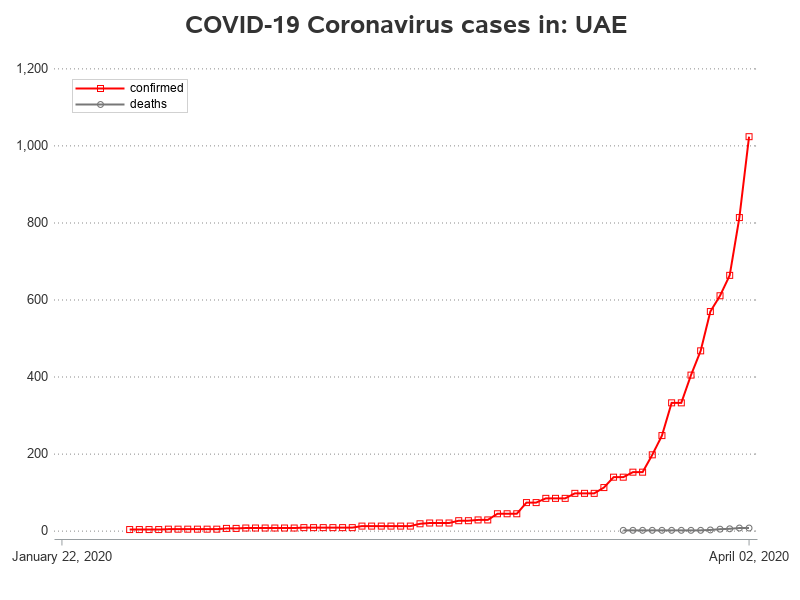 COVID-19 Coronavirus cases in: UAE
1,200
confirmed
deaths
1,000
800
600
400
200
0
January 22, 2020
April 02, 2020